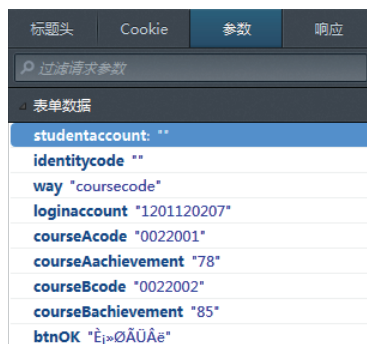 标题头 Cookie 参数 响应
过滤请求参数
表单数据
studentaccount: ""
identitycode ""
way "coursecode"
loginaccount "1201120207"
courseAcode "0022001"
courseAachievement "78"
courseBcode "0022002"
courseBachievement "85"
btnOK "È¡»ØÃÜÂë"